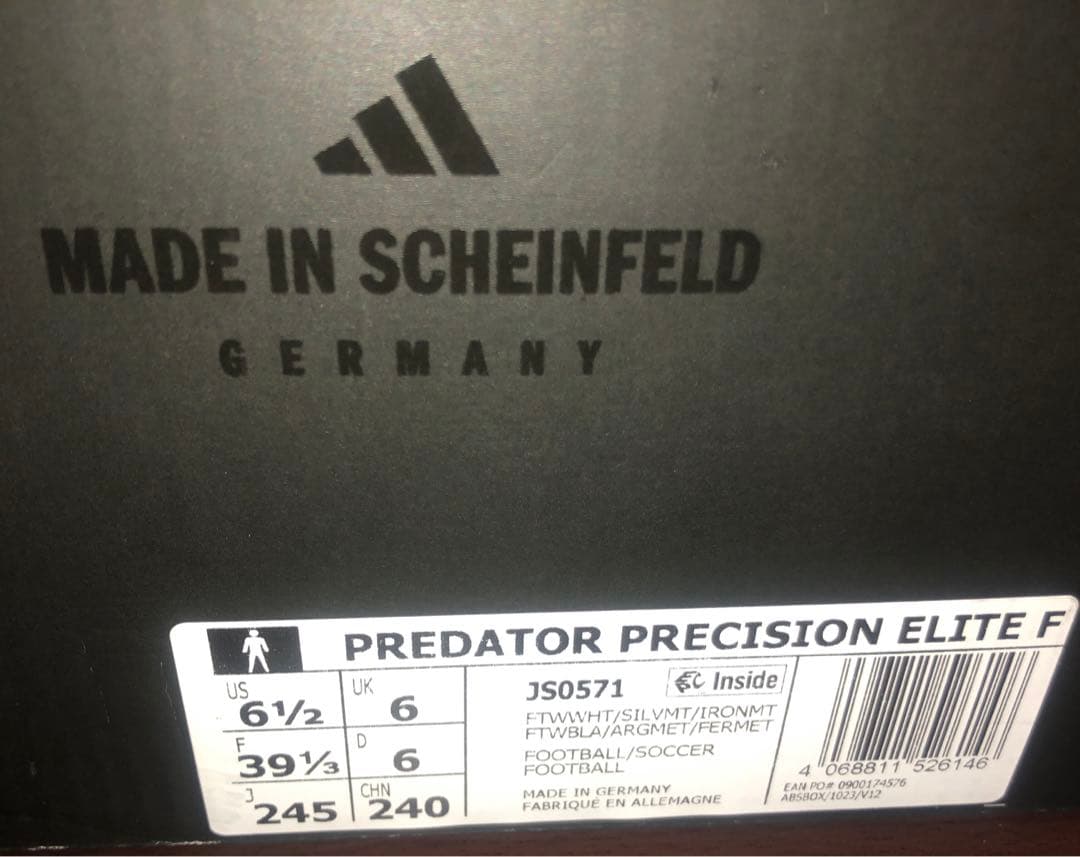 MADE IN SCHEINFELD
GERMANY
PREDATOR PRECISION ELITE F
US
6½
UK
6
F
39⅓
D
6
J
245
CHN
240
JS0571
Inside
FTWWHT/SILVMT/IRONMT
FTWBLA/ARGMET/FERMET
FOOTBALL/SOCCER
FOOTBALL
MADE IN GERMANY
FABRIQUÉ EN ALLEMAGNE
4 068811 526146
EAN PO# 0900174576
ABSBOX/1023/V12